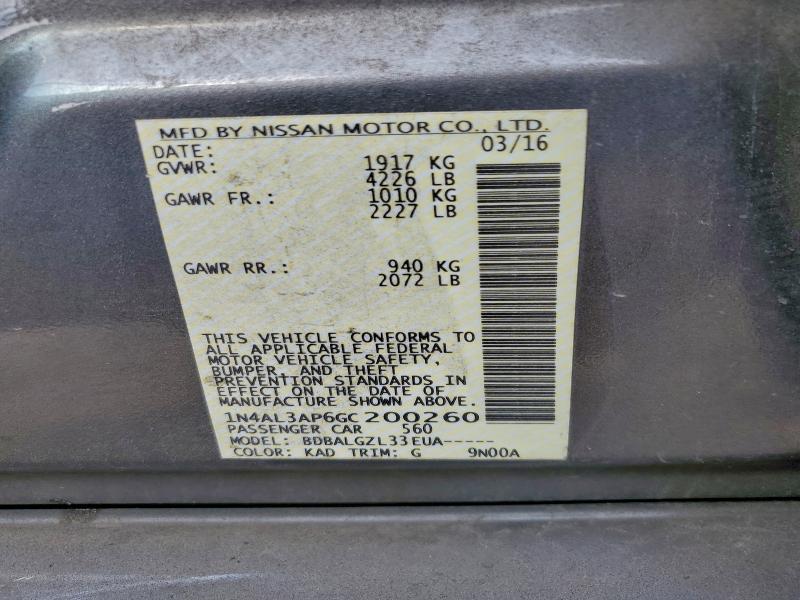 MFD BY NISSAN MOTOR CO., LTD.
DATE: 03/16
GVWR: 1917 KG
4226 LB
GAWR FR.: 1010 KG
2227 LB
GAWR RR.: 940 KG
2072 LB
THIS VEHICLE CONFORMS TO
ALL APPLICABLE FEDERAL
MOTOR VEHICLE SAFETY,
BUMPER, AND THEFT
PREVENTION STANDARDS IN
EFFECT ON THE DATE OF
MANUFACTURE SHOWN ABOVE.
1N4AL3AP6GC200260
PASSENGER CAR 560
MODEL: BDBALGZL33EUA-----
COLOR: KAD TRIM: G 9N00A